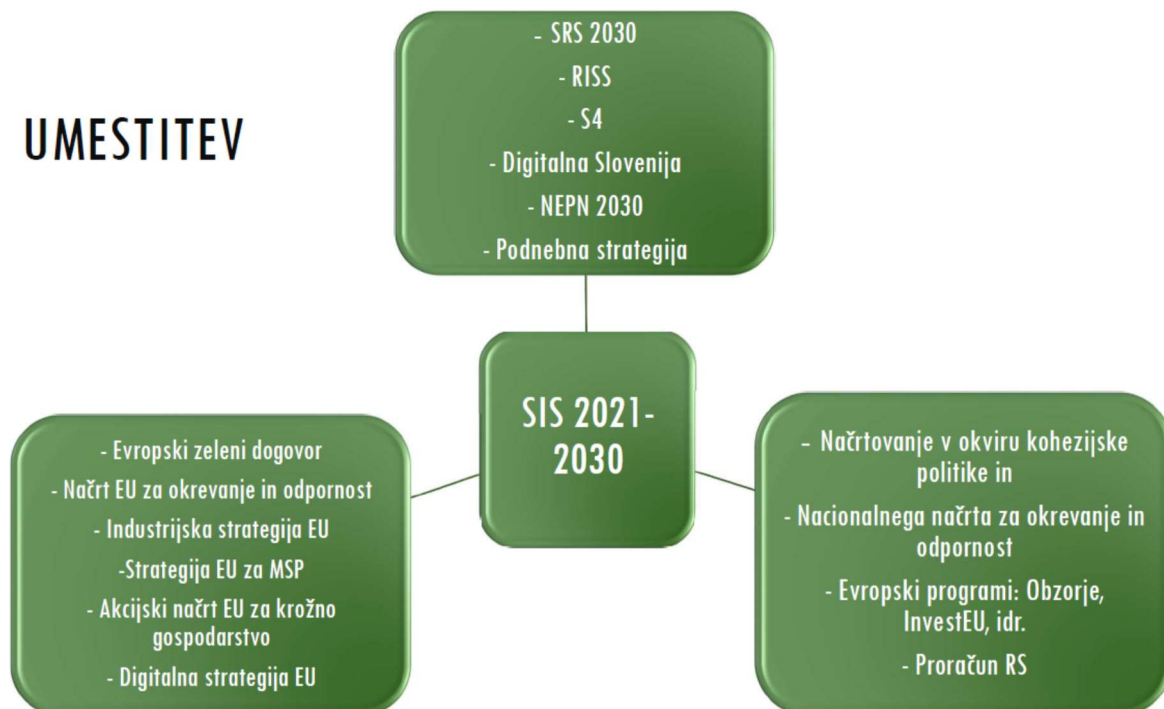 UMESTITEV
- SRS 2030
- RISS
- S4
- Digitalna Slovenija
- NEPN 2030
- Podnebna strategija
SIS 2021-
2030
- Evropski zeleni dogovor
- Načrt EU za okrevanje in odpornost
- Industrijska strategija EU
-Strategija EU za MSP
- Akcijski načrt EU za krožno
gospodarstvo
- Digitalna strategija EU
- Načrtovanje v okviru kohezijske
politike in
- Nacionalnega načrta za okrevanje in
odpornost
- Evropski programi: Obzorje,
InvestEU, idr.
- Proračun RS